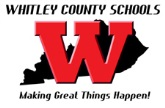 WHITLEY COUNTY SCHOOLS
W
Making Great Things Happen!